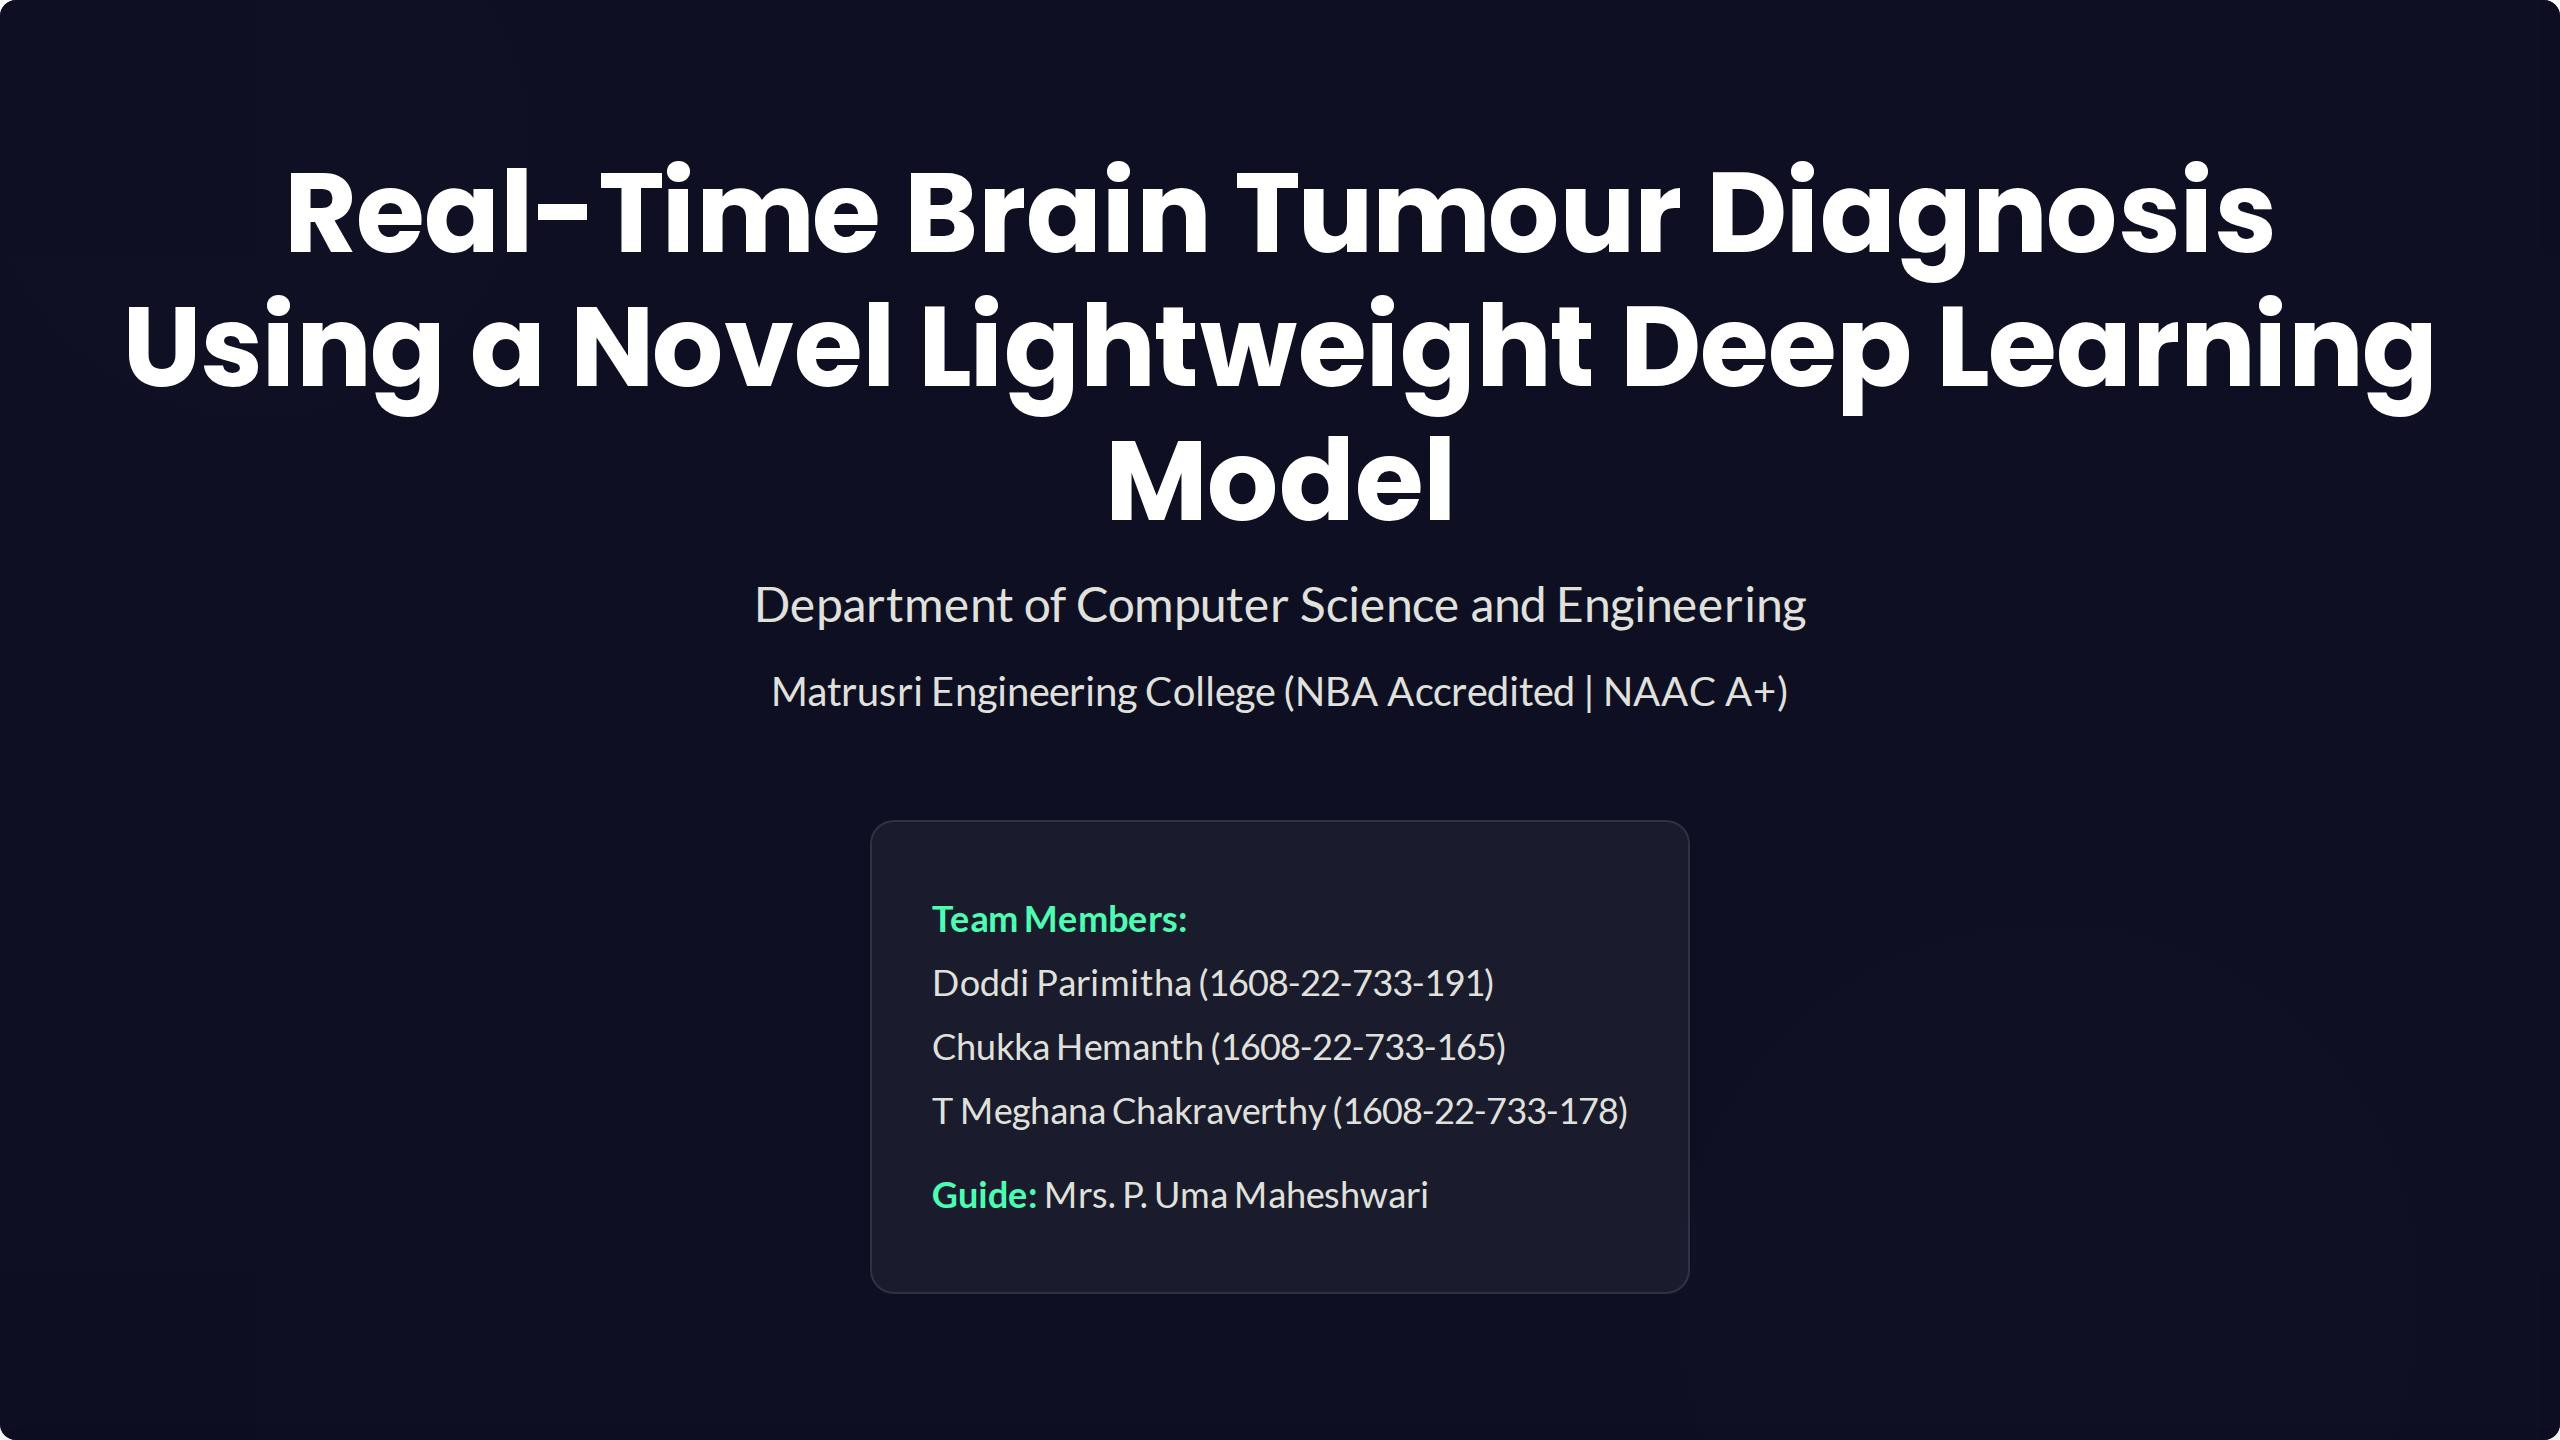 Real-Time Brain Tumour Diagnosis
Using a Novel Lightweight Deep Learning
Model
Department of Computer Science and Engineering
Matrusri Engineering College (NBA Accredited | NAAC A+)
Team Members:
Doddi Parimitha (1608-22-733-191)
Chukka Hemanth (1608-22-733-165)
T Meghana Chakraverthy (1608-22-733-178)
Guide: Mrs. P. Uma Maheshwari